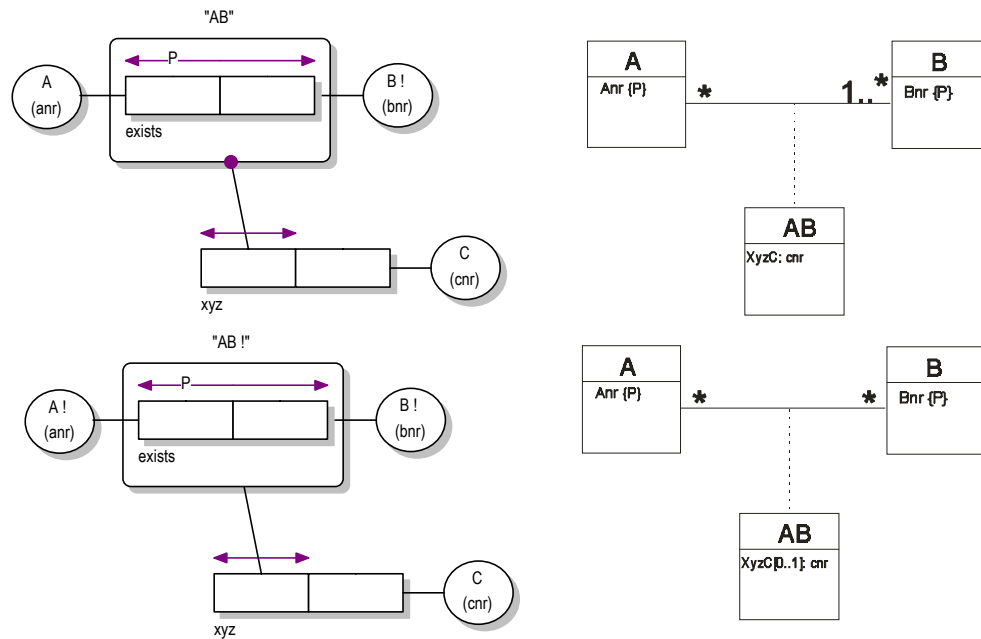 "AB"
P
A
(anr)
B !
(bnr)
exists
C
(cnr)
xyz
A
Anr {P}
*
1..*
B
Bnr {P}
AB
XyzC: cnr
"AB !"
P
A !
(anr)
B !
(bnr)
exists
C
(cnr)
xyz
A
Anr {P}
*
*
B
Bnr {P}
AB
XyzC[0..1]: cnr